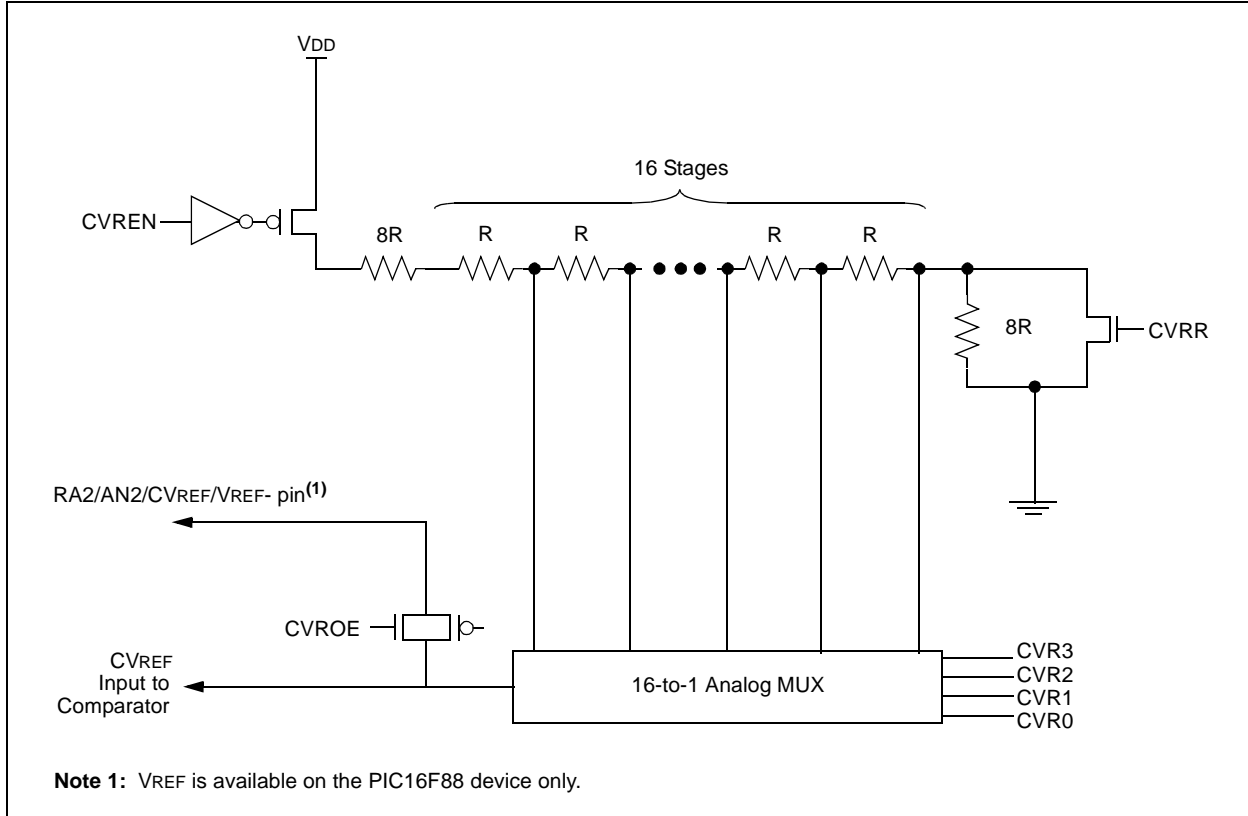 VDD
16 Stages
CVREN
8R
R
R
R
R
8R
CVRR
RA2/AN2/CVREF/VREF- pin(1)
CVROE
CVREF
Input to
Comparator
16-to-1 Analog MUX
CVR3
CVR2
CVR1
CVR0
Note 1: VREF is available on the PIC16F88 device only.